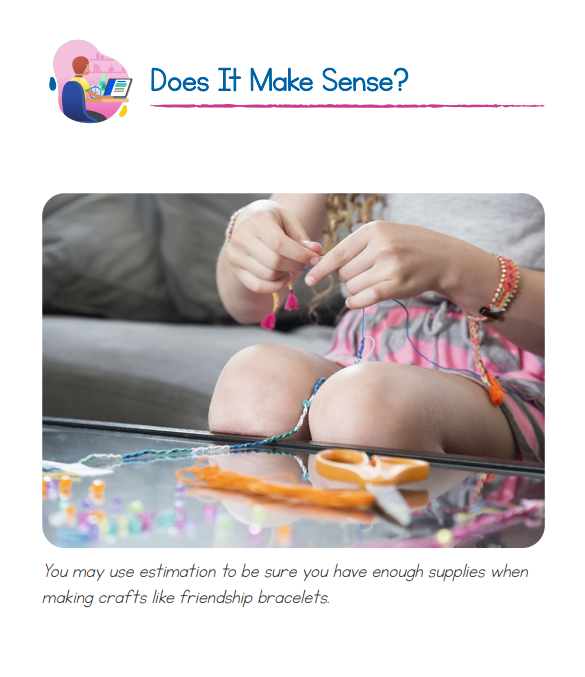 Does It Make Sense?
You may use estimation to be sure you have enough supplies when
making crafts like friendship bracelets.